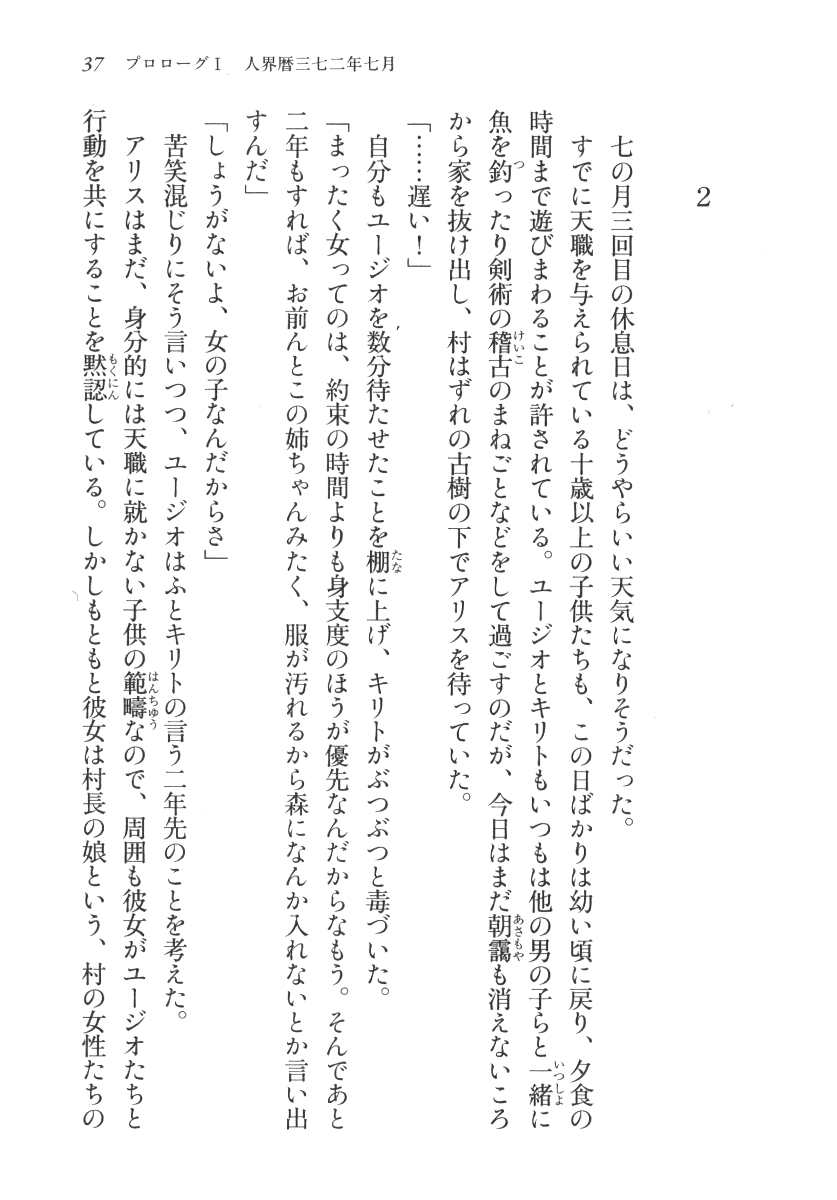 37 プロローグⅠ 人界暦三七二年七月
2
七の月三回目の休息日は、どうやらいい天気になりそうだった。
すでに天職を与えられている十歳以上の子供たちも、この日ばかりは幼い頃に戻り、夕食の
時間まで遊びまわることが許されている。ユージオとキリトもいつもは他の男の子らと一緒に
魚を釣ったり剣術の稽古のまねごとなどをして過ごすのだが、今日はまだ朝靄も消えないころ
から家を抜け出し、村はずれの古樹の下でアリスを待っていた。
「……遅い！」
自分もユージオを数分待たせたことを棚に上げ、キリトがぶつぶつと毒づいた。
「まったく女ってのは、約束の時間よりも身支度のほうが優先なんだからなもう。そんであと
二年もすれば、お前んとこの姉ちゃんみたく、服が汚れるから森になんか入れないとか言い出
すんだ」
「しょうがないよ、女の子なんだからさ」
苦笑混じりにそう言いつつ、ユージオはふとキリトの言う二年先のことを考えた。
アリスはまだ、身分的には天職に就かない子供の範疇なので、周囲も彼女がユージオたちと
行動を共にすることを黙認している。しかしもともと彼女は村長の娘という、村の女性たちの